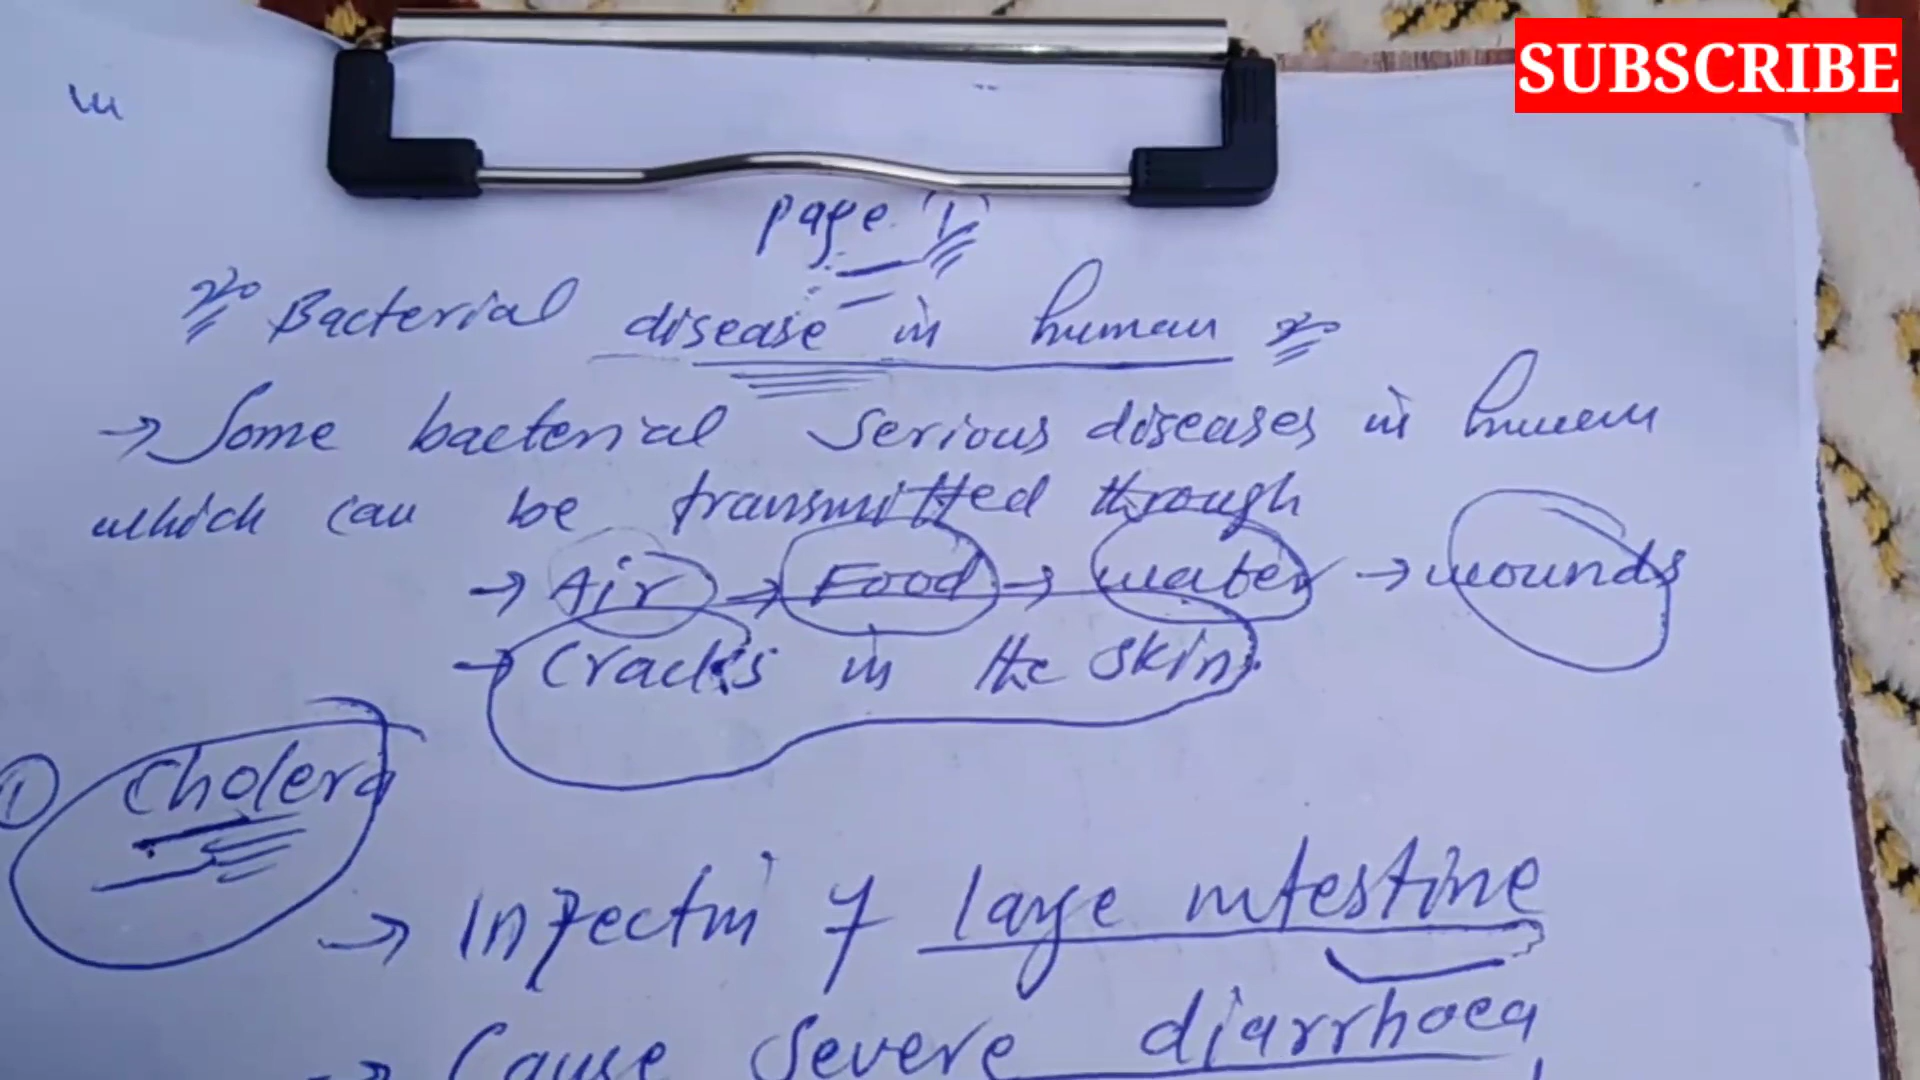 SUBSCRIBE
page 1
Bacterial disease in human
→ Some bacterial serious diseases in human
which can be transmitted through
→ Air → Food → water → wounds
→ Cracks in the skin.
① Cholera
→ Infection of large intestine
→ Cause severe diarrhoea